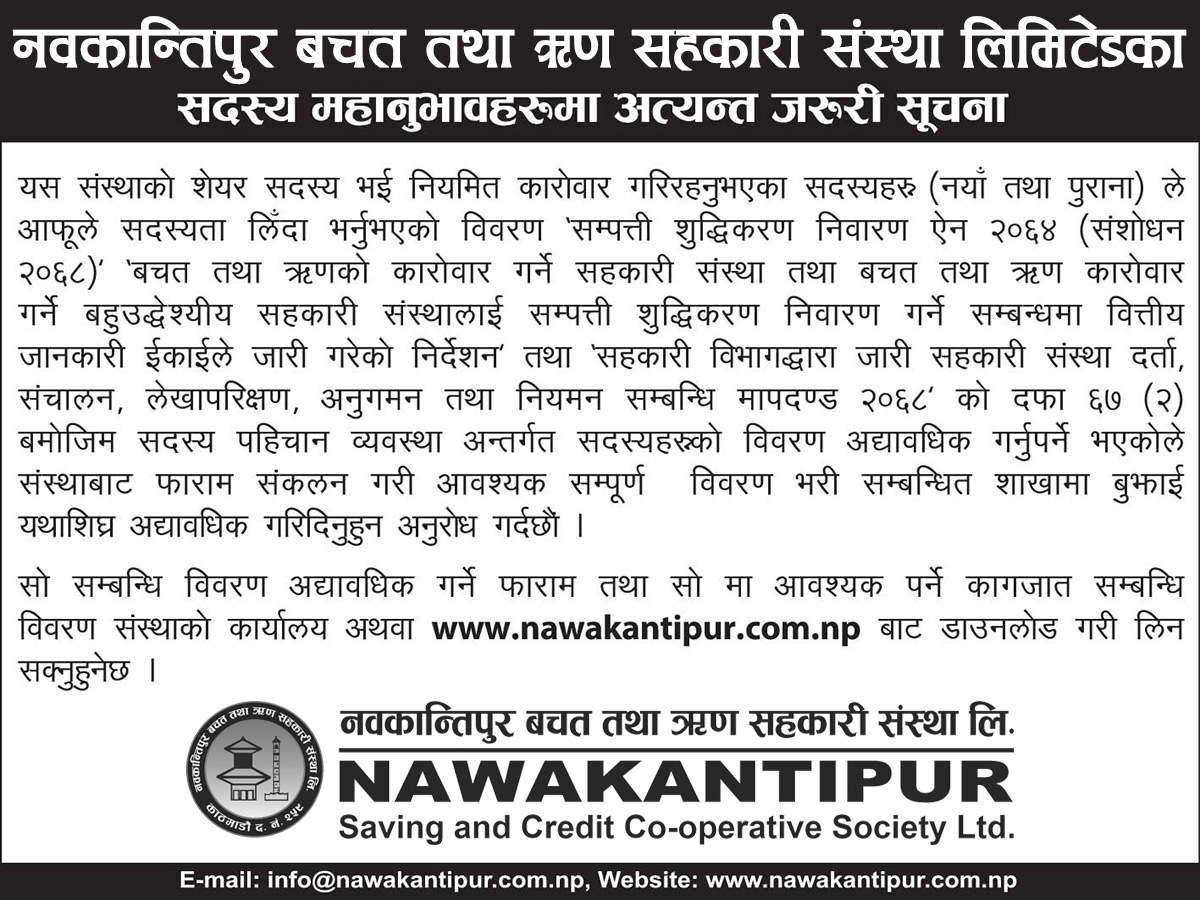 नवकान्तिपुर बचत तथा ऋण सहकारी संस्था लिमिटेडका
सदस्य महानुभावहरुमा अत्यन्त जरुरी सूचना
यस संस्थाको शेयर सदस्य भई नियमित कारोवार गरिरहनुभएका सदस्यहरु (नयाँ तथा पुराना) ले
आफूले सदस्यता लिँदा भर्नुभएको विवरण 'सम्पत्ती शुद्धिकरण निवारण ऐन २०६४ (संशोधन
२०६८)' 'बचत तथा ऋणको कारोवार गर्ने सहकारी संस्था तथा बचत तथा ऋण कारोवार
गर्ने बहुउद्धेश्यीय सहकारी संस्थालाई सम्पत्ती शुद्धिकरण निवारण गर्ने सम्बन्धमा वित्तीय
जानकारी ईकाईले जारी गरेको निर्देशन' तथा 'सहकारी विभागद्धारा जारी सहकारी संस्था दर्ता,
संचालन, लेखापरिक्षण, अनुगमन तथा नियमन सम्बन्धि मापदण्ड २०६८' को दफा ६७ (२)
बमोजिम सदस्य पहिचान व्यवस्था अन्तर्गत सदस्यहरुको विवरण अद्यावधिक गर्नुपर्ने भएकोले
संस्थाबाट फाराम संकलन गरी आवश्यक सम्पूर्ण विवरण भरी सम्बन्धित शाखामा बुझाई
यथाशिघ्र अद्यावधिक गरिदिनुहुन अनुरोध गर्दछौं ।
सो सम्बन्धि विवरण अद्यावधिक गर्ने फाराम तथा सो मा आवश्यक पर्ने कागजात सम्बन्धि
विवरण संस्थाको कार्यालय अथवा www.nawakantipur.com.np बाट डाउनलोड गरी लिन
सक्नुहुनेछ ।
नवकान्तिपुर बचत तथा ऋण सहकारी संस्था लि.
काठमाडौं द. नं. २५९
नवकान्तिपुर बचत तथा ऋण सहकारी संस्था लि.
NAWAKANTIPUR
Saving and Credit Co-operative Society Ltd.
E-mail: info@nawakantipur.com.np, Website: www.nawakantipur.com.np